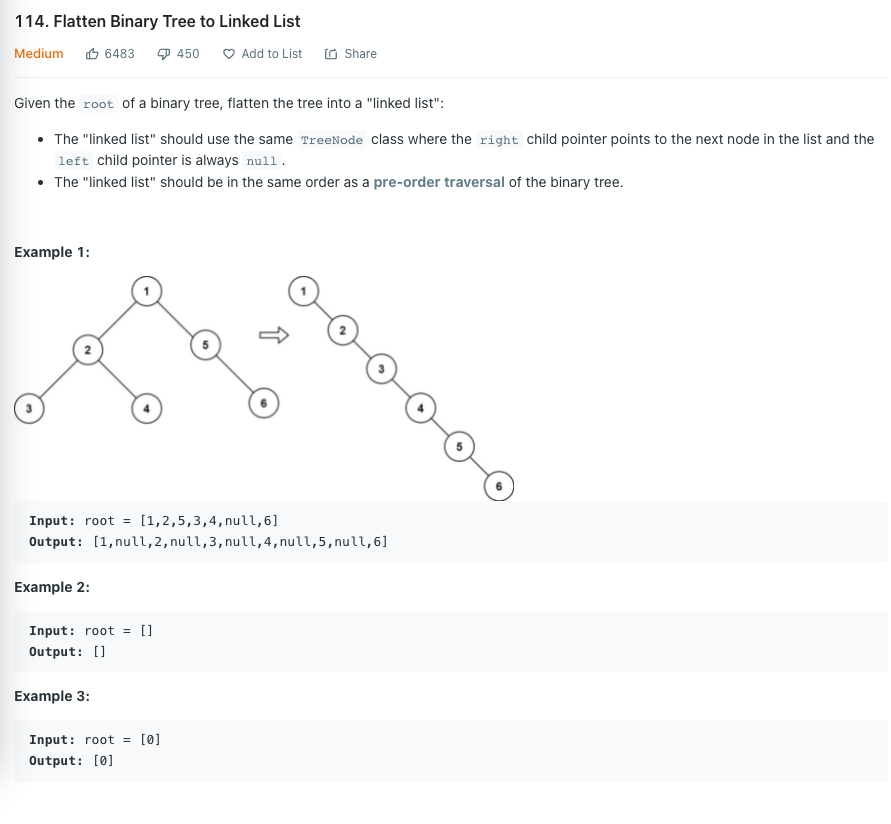 114. Flatten Binary Tree to Linked List
Medium 6483 450 Add to List Share
Given the root of a binary tree, flatten the tree into a "linked list":
• The "linked list" should use the same TreeNode class where the right child pointer points to the next node in the list and the
left child pointer is always null.
• The "linked list" should be in the same order as a pre-order traversal of the binary tree.
Example 1:
1 1
2 5 2
3 4 6 3
4
5
6
Input: root = [1,2,5,3,4,null,6]
Output: [1,null,2,null,3,null,4,null,5,null,6]
Example 2:
Input: root = []
Output: []
Example 3:
Input: root = [0]
Output: [0]